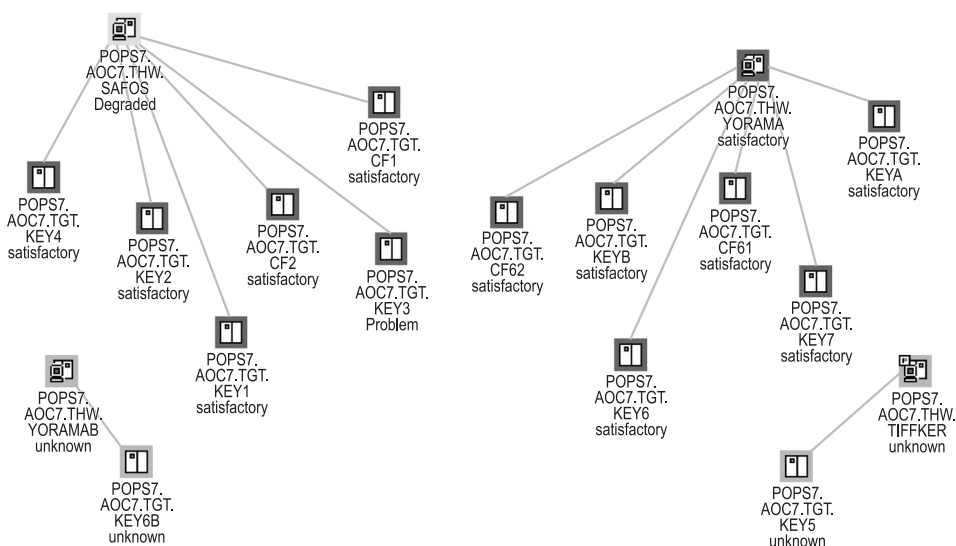 POPS7.
AOC7.THW.
SAFOS
Degraded
POPS7.
AOC7.TGT.
CF1
satisfactory
POPS7.
AOC7.TGT.
KEY4
satisfactory
POPS7.
AOC7.TGT.
KEY2
satisfactory
POPS7.
AOC7.TGT.
CF2
satisfactory
POPS7.
AOC7.TGT.
KEY3
Problem
POPS7.
AOC7.TGT.
KEY1
satisfactory
POPS7.
AOC7.THW.
YORAMAB
unknown
POPS7.
AOC7.TGT.
KEY6B
unknown
POPS7.
AOC7.THW.
YORAMA
satisfactory
POPS7.
AOC7.TGT.
KEYA
satisfactory
POPS7.
AOC7.TGT.
CF62
satisfactory
POPS7.
AOC7.TGT.
KEYB
satisfactory
POPS7.
AOC7.TGT.
CF61
satisfactory
POPS7.
AOC7.TGT.
KEY7
satisfactory
POPS7.
AOC7.TGT.
KEY6
satisfactory
POPS7.
AOC7.THW.
TIFFKER
unknown
POPS7.
AOC7.TGT.
KEY5
unknown